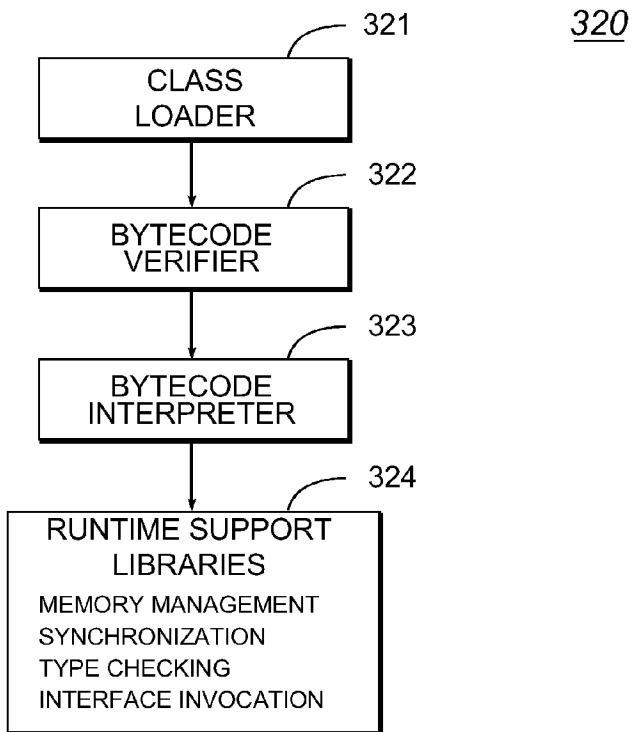 320
321
CLASS
LOADER
322
BYTECODE
VERIFIER
323
BYTECODE
INTERPRETER
324
RUNTIME SUPPORT
LIBRARIES
MEMORY MANAGEMENT
SYNCHRONIZATION
TYPE CHECKING
INTERFACE INVOCATION